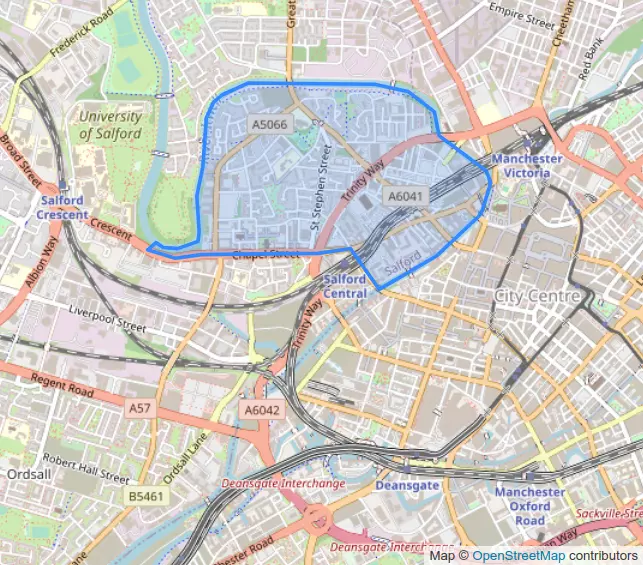 Frederick Road
Great
Empire Street
Cheetham
Red Bank
University
of Salford
A5066
Broad Street
St Stephen Street
Trinity Way
Manchester
Victoria
A6041
Salford
Crescent
Crescent
Chapel Street
Albion Way
Salford
Salford
Central
City Centre
Liverpool Street
Trinity Way
Regent Road
A57
A6042
Ordsall
Robert Hall Street
Ordsall Lane
B5461
Deansgate Interchange
Deansgate
Manchester
Oxford
Road
Sackville Stre
Lane
chester Road
Deansgate Interchange
on Way
Map © OpenStreetMap contributors